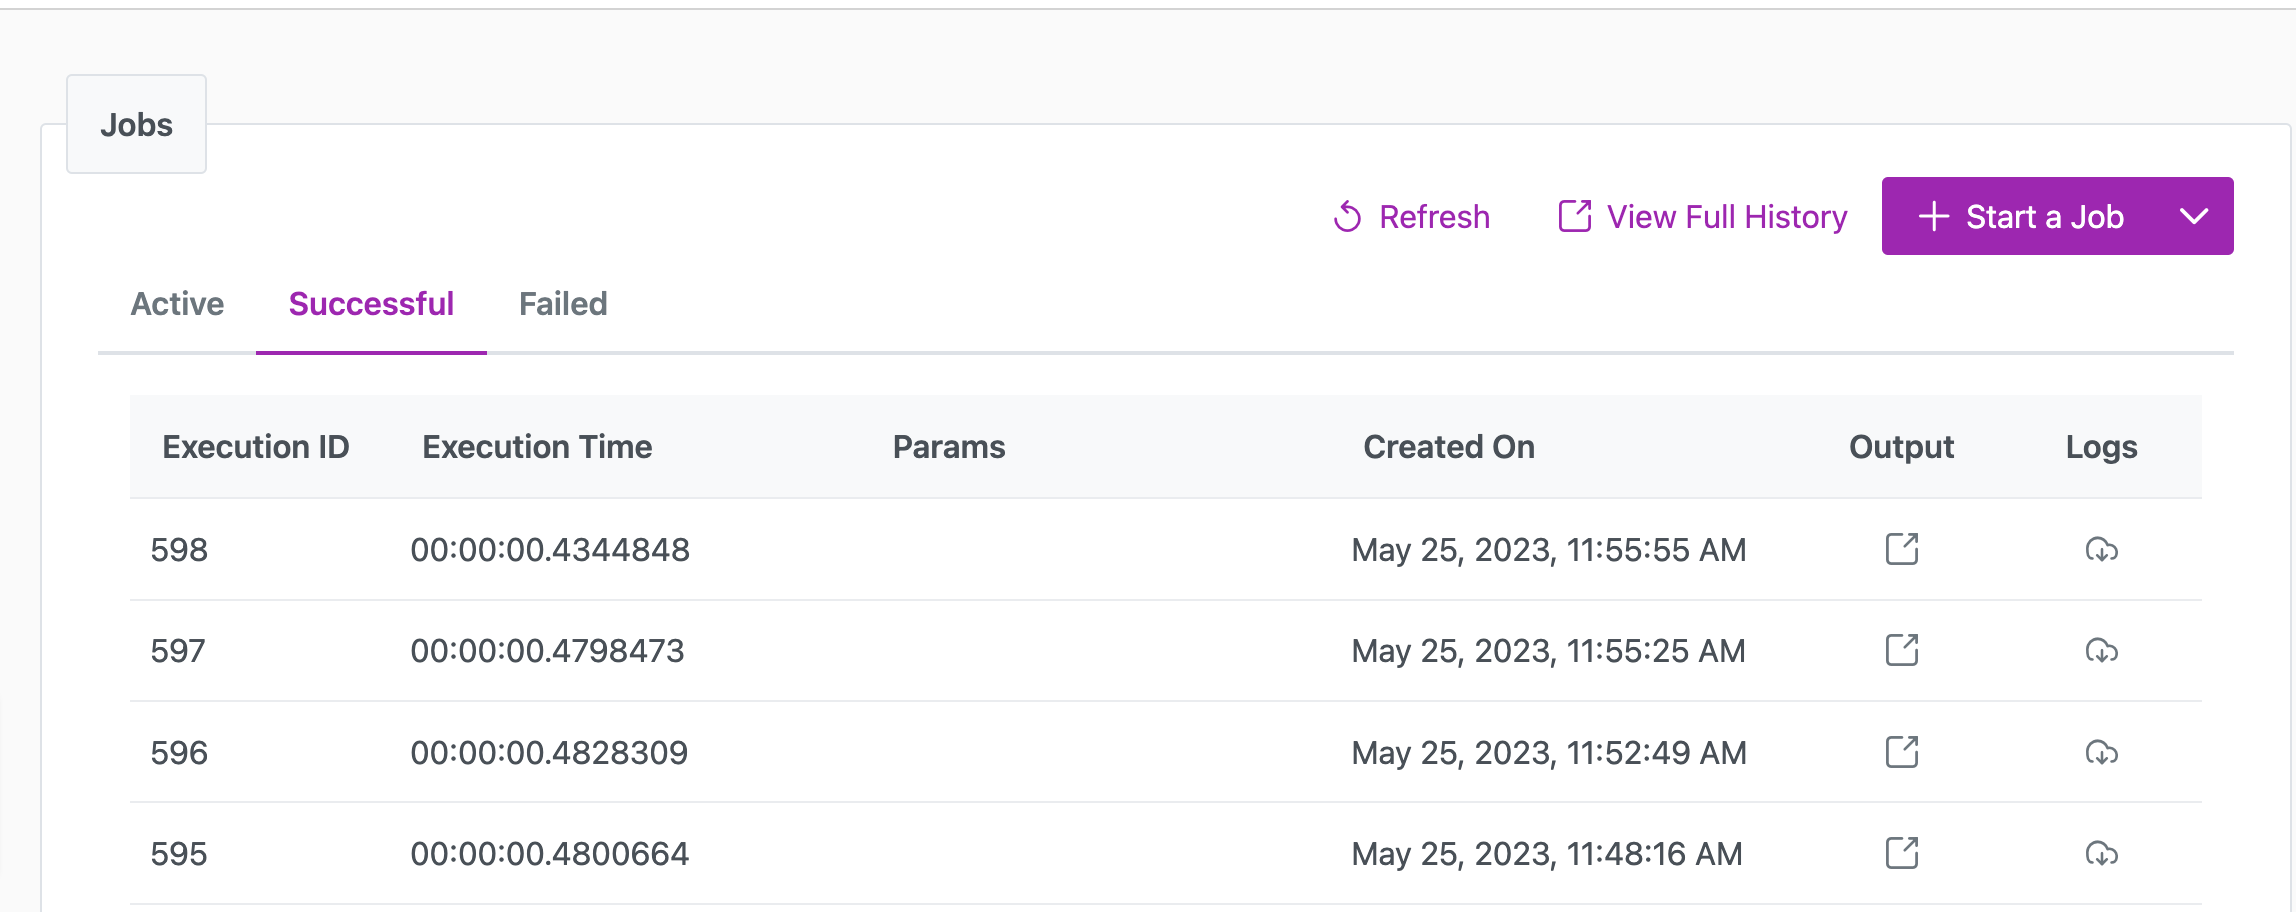 Jobs
Refresh View Full History Start a Job
Active Successful Failed
Execution ID Execution Time Params Created On Output Logs
598 00:00:00.4344848 May 25, 2023, 11:55:55 AM
597 00:00:00.4798473 May 25, 2023, 11:55:25 AM
596 00:00:00.4828309 May 25, 2023, 11:52:49 AM
595 00:00:00.4800664 May 25, 2023, 11:48:16 AM